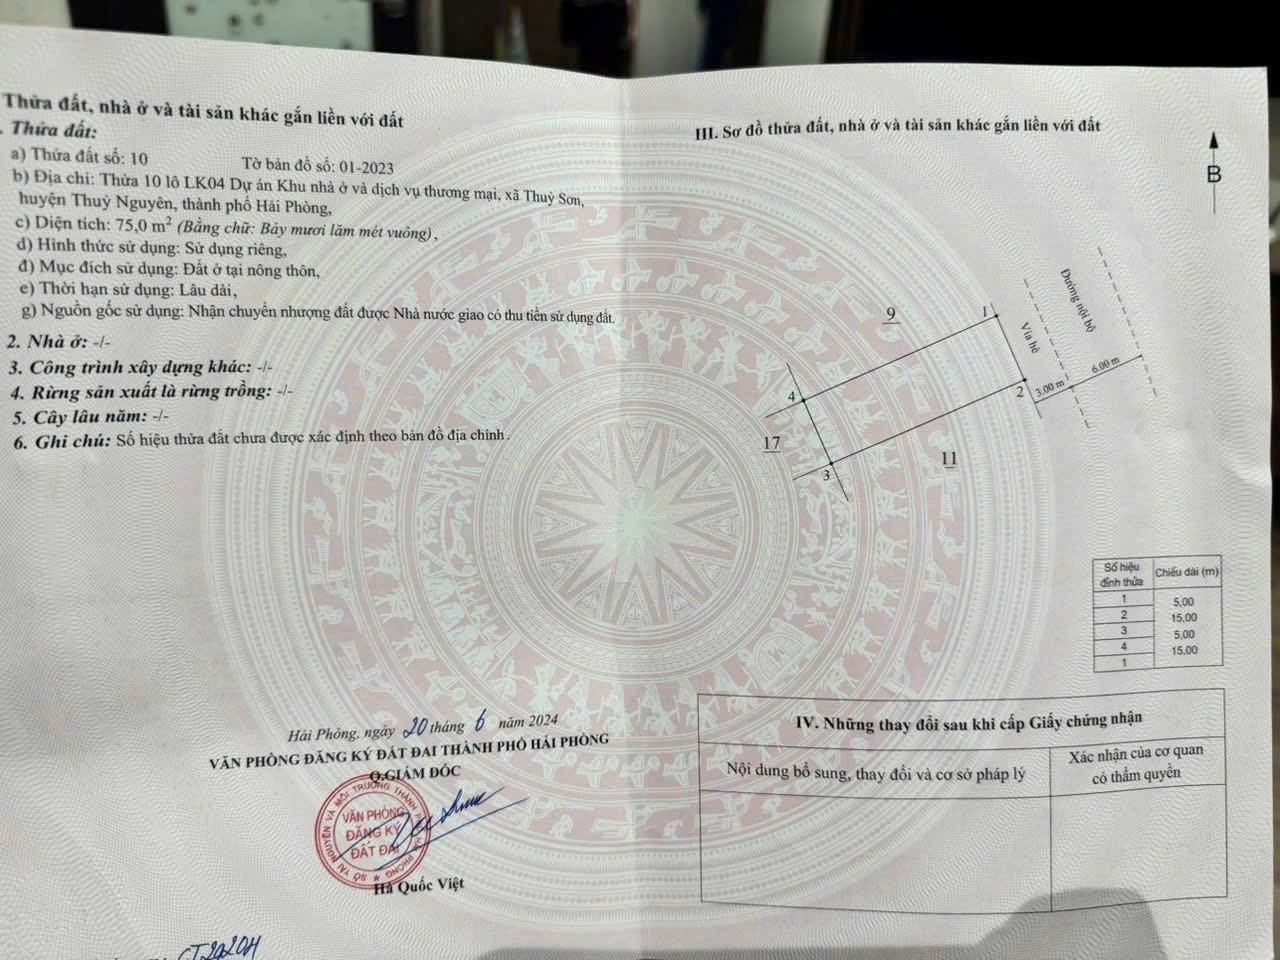 Thửa đất, nhà ở và tài sản khác gắn liền với đất
. Thửa đất:
a) Thửa đất số: 10 Tờ bản đồ số: 01-2023
b) Địa chỉ: Thửa 10 lô LK04 Dự án Khu nhà ở và dịch vụ thương mại, xã Thuỷ Sơn,
huyện Thuỷ Nguyên, thành phố Hải Phòng,
c) Diện tích: 75,0 m² (Bằng chữ: Bảy mươi lăm mét vuông),
d) Hình thức sử dụng: Sử dụng riêng,
đ) Mục đích sử dụng: Đất ở tại nông thôn,
e) Thời hạn sử dụng: Lâu dài,
g) Nguồn gốc sử dụng: Nhận chuyển nhượng đất được Nhà nước giao có thu tiền sử dụng đất.
2. Nhà ở: -/-
3. Công trình xây dựng khác: -/-
4. Rừng sản xuất là rừng trồng: -/-
5. Cây lâu năm: -/-
6. Ghi chú: Số hiệu thửa đất chưa được xác định theo bản đồ địa chính.
Hải Phòng, ngày 20 tháng 6 năm 2024
VĂN PHÒNG ĐĂNG KÝ ĐẤT ĐAI THÀNH PHỐ HẢI PHÒNG
Q.GIÁM ĐỐC
SỞ TÀI NGUYÊN VÀ MÔI TRƯỜNG THÀNH PHỐ HẢI PHÒNG
VĂN PHÒNG
ĐĂNG KÝ
ĐẤT ĐAI
Hà Quốc Việt
III. Sơ đồ thửa đất, nhà ở và tài sản khác gắn liền với đất
B
Đường nội bộ
Vỉa hè
9
1
6.00 m
3.00 m
2
4
17
11
3
Số hiệu đỉnh thửa Chiều dài (m)
1
5,00
2
15,00
3
5,00
4
15,00
1
IV. Những thay đổi sau khi cấp Giấy chứng nhận
Nội dung bổ sung, thay đổi và cơ sở pháp lý
Xác nhận của cơ quan
có thẩm quyền